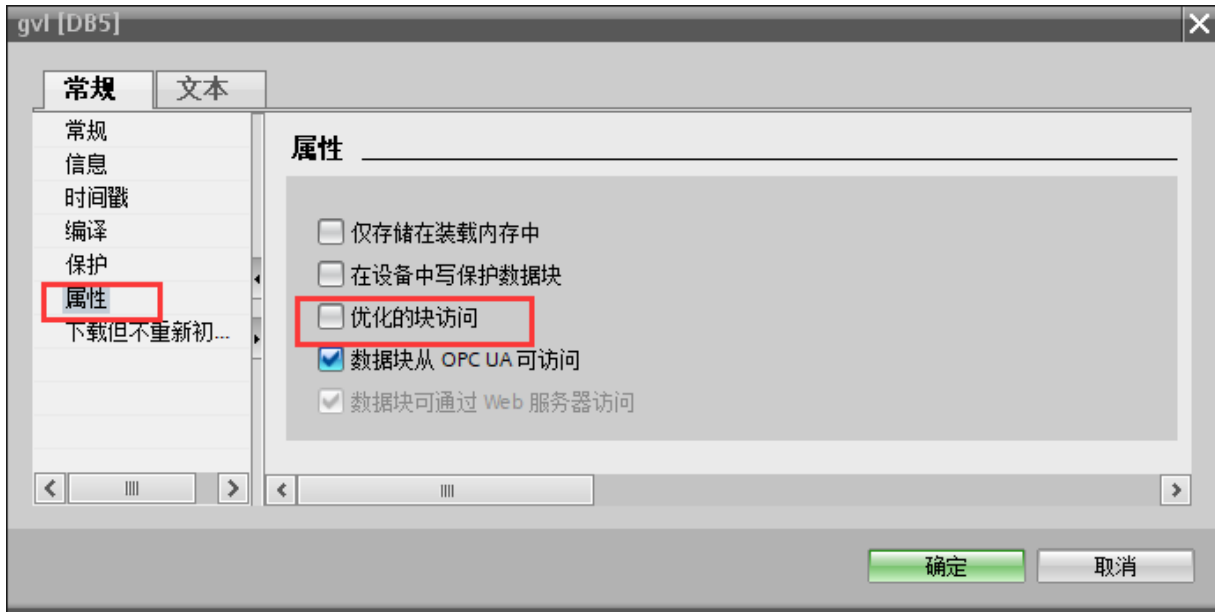 gvl [DB5]
常规
文本
常规
信息
时间戳
编译
保护
属性
下载但不重新初...
属性
仅存储在装载内存中
在设备中写保护数据块
优化的块访问
数据块从 OPC UA 可访问
数据块可通过 Web 服务器访问
确定
取消